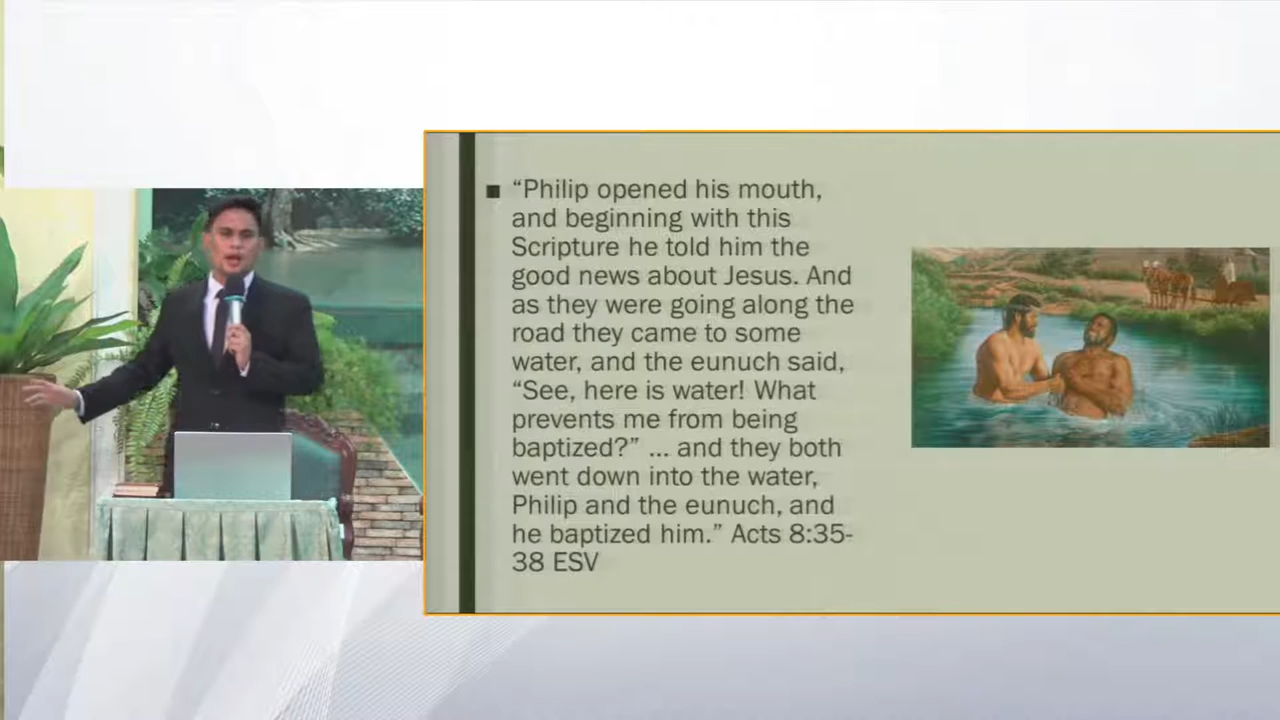 “Philip opened his mouth,
and beginning with this
Scripture he told him the
good news about Jesus. And
as they were going along the
road they came to some
water, and the eunuch said,
“See, here is water! What
prevents me from being
baptized?” ... and they both
went down into the water,
Philip and the eunuch, and
he baptized him.” Acts 8:35-
38 ESV